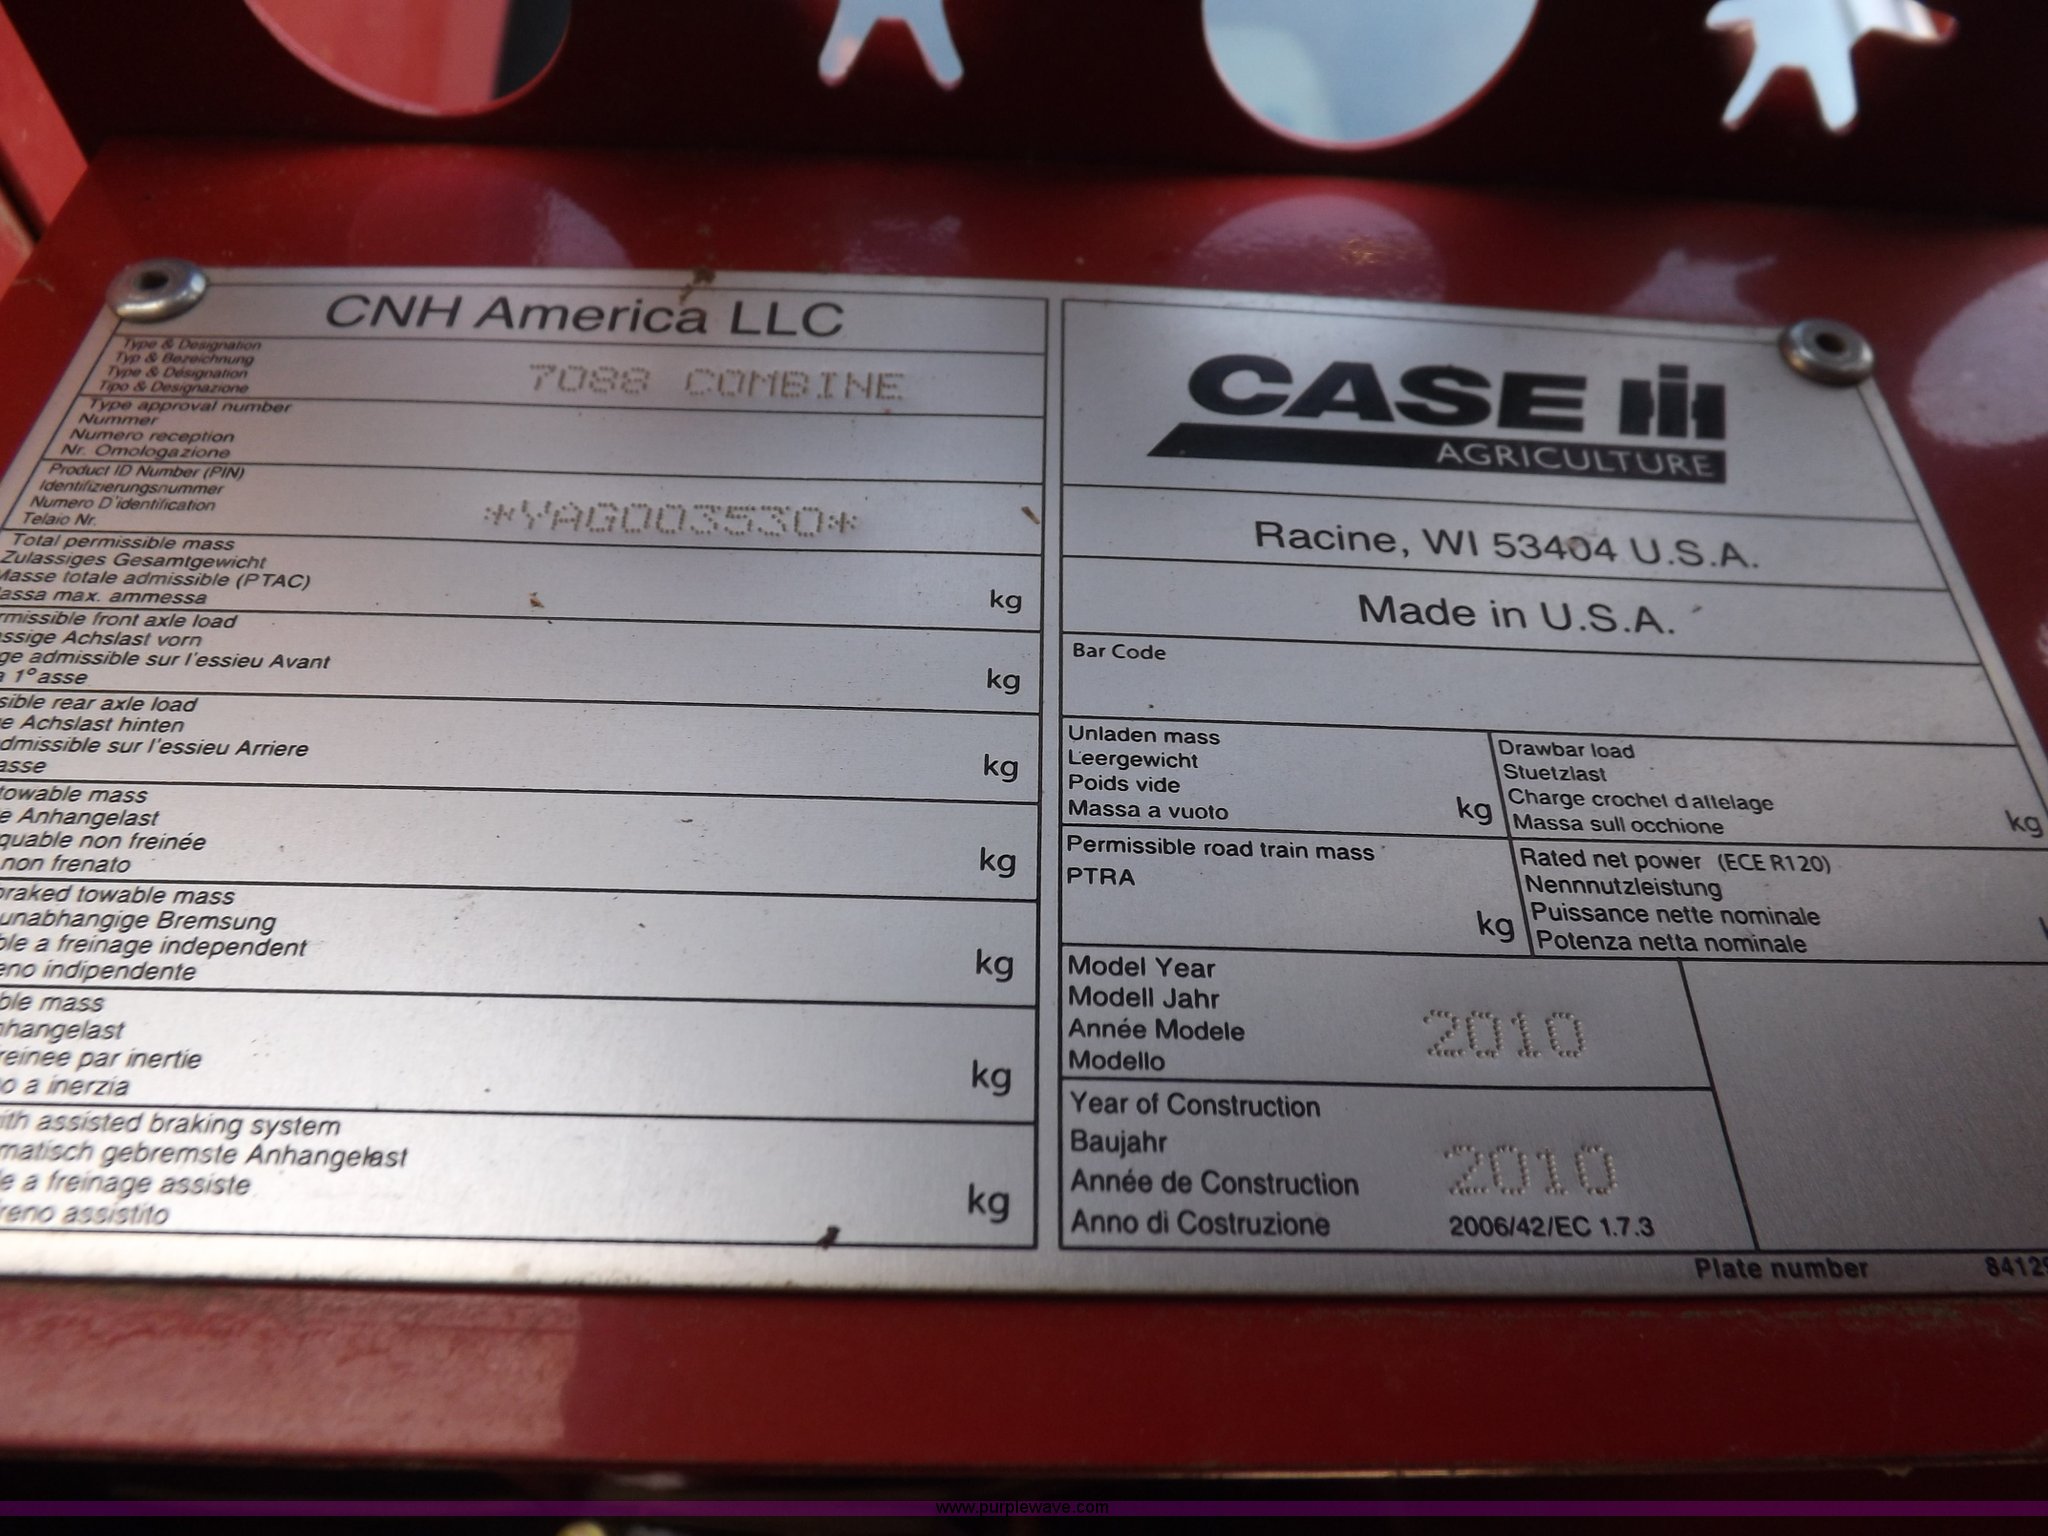 CNH America LLC
Type & Designation
Typ & Bezeichnung
Type & Désignation
Tipo & Designazione
7088 COMBINE
Type approval number
Nummer
Numero reception
Nr. Omologazione
Product ID Number (PIN)
Identifizierungsnummer
Numero D'identification
Telaio Nr.
*YAG003530*
Total permissible mass
Zulassiges Gesamtgewicht
Masse totale admissible (PTAC)
assa max. ammessa
kg
rmissible front axle load
assige Achslast vorn
ge admissible sur l'essieu Avant
a 1° asse
kg
sible rear axle load
e Achslast hinten
dmissible sur l'essieu Arriere
asse
kg
towable mass
e Anhangelast
quable non freinée
non frenato
kg
braked towable mass
unabhangige Bremsung
ble a freinage independent
eno indipendente
kg
ble mass
nhangelast
reinee par inertie
o a inerzia
kg
ith assisted braking system
matisch gebremste Anhangelast
le a freinage assiste
reno assistito
kg
CASE IH
AGRICULTURE
Racine, WI 53404 U.S.A.
Made in U.S.A.
Bar Code
Unladen mass
Leergewicht
Poids vide
Massa a vuoto
kg
Drawbar load
Stuetzlast
Charge crochet d'attelage
Massa sull occhione
kg
Permissible road train mass
PTRA
kg
Rated net power (ECE R120)
Nennnutzleistung
Puissance nette nominale
Potenza netta nominale
Model Year
Modell Jahr
Année Modele
Modello
2010
Year of Construction
Baujahr
Année de Construction
Anno di Costruzione
2010
2006/42/EC 1.7.3
Plate number 8412
www.purplewave.com